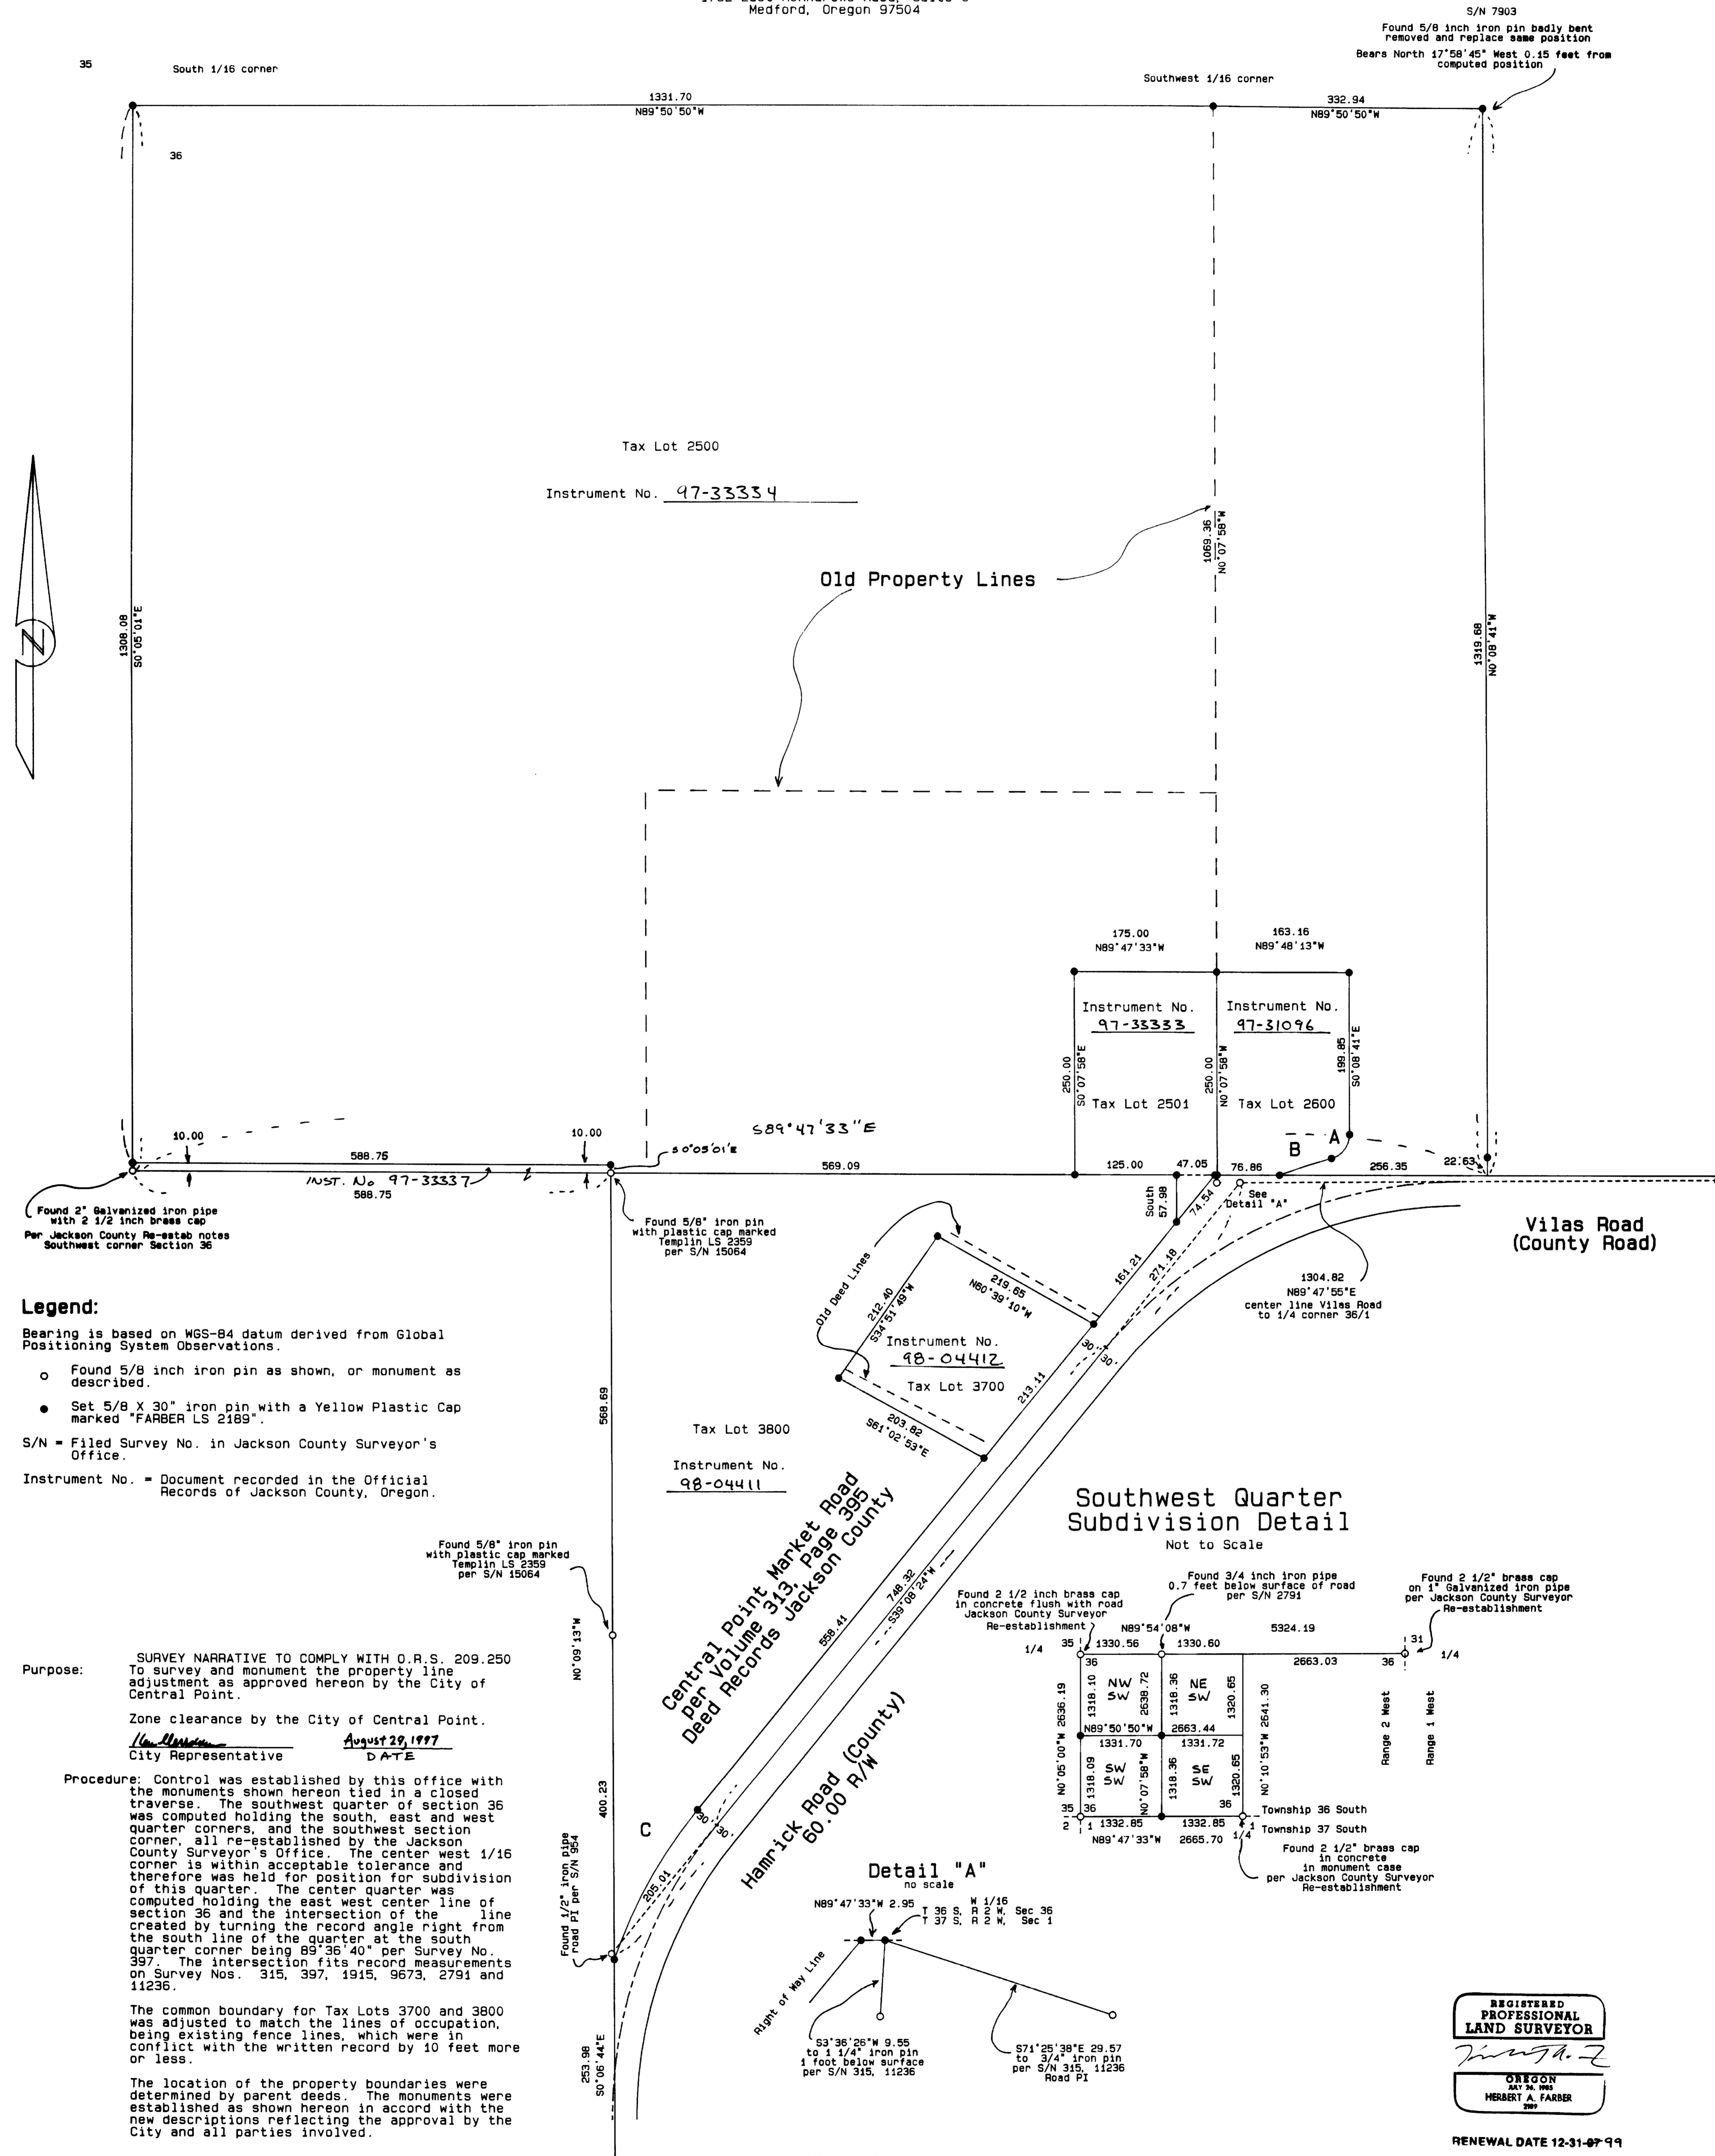 Medford, Oregon 97504
S/N 7903
Found 5/8 inch iron pin badly bent
removed and replace same position
Bears North 17°58'45" West 0.15 feet from
computed position
35
South 1/16 corner
Southwest 1/16 corner
1331.70
N89°50'50"W
332.94
N89°50'50"W
36
Tax Lot 2500
Instrument No. 97-33334
1069.36
N0°07'58"W
Old Property Lines
N
1308.08
S0°05'01"E
1319.68
N0°08'41"W
175.00
N89°47'33"W
163.16
N89°48'13"W
Instrument No.
97-33333
Instrument No.
97-31096
250.00
S0°07'58"E
250.00
N0°07'58"W
199.85
S0°08'41"E
Tax Lot 2501
Tax Lot 2600
A
B
10.00
10.00
S89°47'33"E
S0°05'01"E
588.75
INST. No 97-33337
588.75
569.09
125.00
47.05
76.86
256.35
22.63
South
57.98
74.54
See
Detail "A"
Found 2" Galvanized iron pipe
with 2 1/2 inch brass cap
Per Jackson County Re-estab notes
Southwest corner Section 36
Found 5/8" iron pin
with plastic cap marked
Templin LS 2359
per S/N 15064
Vilas Road
(County Road)
1304.82
N89°47'55"E
center line Vilas Road
to 1/4 corner 36/1
Old Deed Lines
161.21
271.18
219.65
N60°39'10"W
212.40
S34°51'49"W
Instrument No.
98-04412
Tax Lot 3700
30' 30'
213.11
203.82
S61°02'53"E
Legend:
Bearing is based on WGS-84 datum derived from Global
Positioning System Observations.
Found 5/8 inch iron pin as shown, or monument as
described.
Set 5/8 X 30" iron pin with a Yellow Plastic Cap
marked "FARBER LS 2189".
S/N = Filed Survey No. in Jackson County Surveyor's
Office.
Instrument No. = Document recorded in the Official
Records of Jackson County, Oregon.
568.69
Tax Lot 3800
Instrument No.
98-04411
Central Point Market Road
per Volume 313, Page 395
Deed Records Jackson County
748.32
S39°08'24"W
558.41
Found 5/8" iron pin
with plastic cap marked
Templin LS 2359
per S/N 15064
N0°09'13"W
400.23
Hamrick Road (County)
60.00 R/W
30' 30'
C
205.01
Found 1/2" iron pipe
road PI per S/N 954
253.98
S0°06'44"E
Southwest Quarter
Subdivision Detail
Not to Scale
Found 2 1/2 inch brass cap
in concrete flush with road
Jackson County Surveyor
Re-establishment
Found 3/4 inch iron pipe
0.7 feet below surface of road
per S/N 2791
Found 2 1/2" brass cap
on 1" Galvanized iron pipe
per Jackson County Surveyor
Re-establishment
N89°54'08"W
5324.19
1/4
35
1330.56
1330.60
31
1/4
36
2663.03
36
N0°05'00"W 2636.19
1318.10
NW
SW
2638.72
1318.36
NE
SW
1320.65
N0°10'53"W 2641.30
Range 2 West
Range 1 West
N89°50'50"W
2663.44
1331.70
1331.72
1318.09
SW
SW
N0°07'58"W
1318.36
SE
SW
1320.65
35
36
36
Township 36 South
2
1
1332.85
1332.85
1
Township 37 South
N89°47'33"W
2665.70
1/4
Found 2 1/2" brass cap
in concrete
in monument case
per Jackson County Surveyor
Re-establishment
SURVEY NARRATIVE TO COMPLY WITH O.R.S. 209.250
Purpose: To survey and monument the property line
adjustment as approved hereon by the City of
Central Point.
Zone clearance by the City of Central Point.
August 29, 1997
City Representative DATE
Procedure: Control was established by this office with
the monuments shown hereon tied in a closed
traverse. The southwest quarter of section 36
was computed holding the south, east and west
quarter corners, and the southwest section
corner, all re-established by the Jackson
County Surveyor's Office. The center west 1/16
corner is within acceptable tolerance and
therefore was held for position for subdivision
of this quarter. The center quarter was
computed holding the east west center line of
section 36 and the intersection of the line
created by turning the record angle right from
the south line of the quarter at the south
quarter corner being 89°36'40" per Survey No.
397. The intersection fits record measurements
on Survey Nos. 315, 397, 1915, 9673, 2791 and
11236.
The common boundary for Tax Lots 3700 and 3800
was adjusted to match the lines of occupation,
being existing fence lines, which were in
conflict with the written record by 10 feet more
or less.
The location of the property boundaries were
determined by parent deeds. The monuments were
established as shown hereon in accord with the
new descriptions reflecting the approval by the
City and all parties involved.
Detail "A"
no scale
N89°47'33"W 2.95
W 1/16
T 36 S, R 2 W, Sec 36
T 37 S, R 2 W, Sec 1
Right of Way Line
S3°36'26"W 9.55
to 1 1/4" iron pin
1 foot below surface
per S/N 315, 11236
S71°25'38"E 29.57
to 3/4" iron pin
per S/N 315, 11236
Road PI
REGISTERED
PROFESSIONAL
LAND SURVEYOR
OREGON
JULY 26, 1985
HERBERT A. FARBER
2189
RENEWAL DATE 12-31-97 99